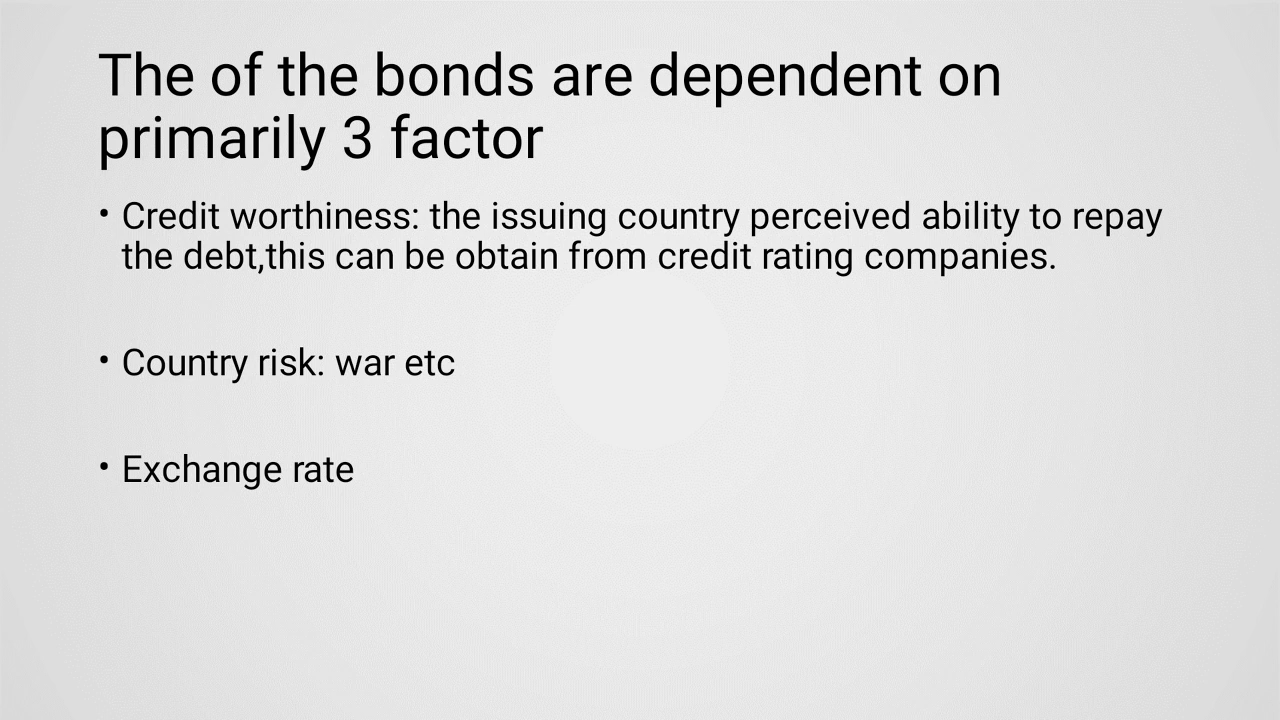 The of the bonds are dependent on
primarily 3 factor
• Credit worthiness: the issuing country perceived ability to repay
the debt,this can be obtain from credit rating companies.
• Country risk: war etc
• Exchange rate